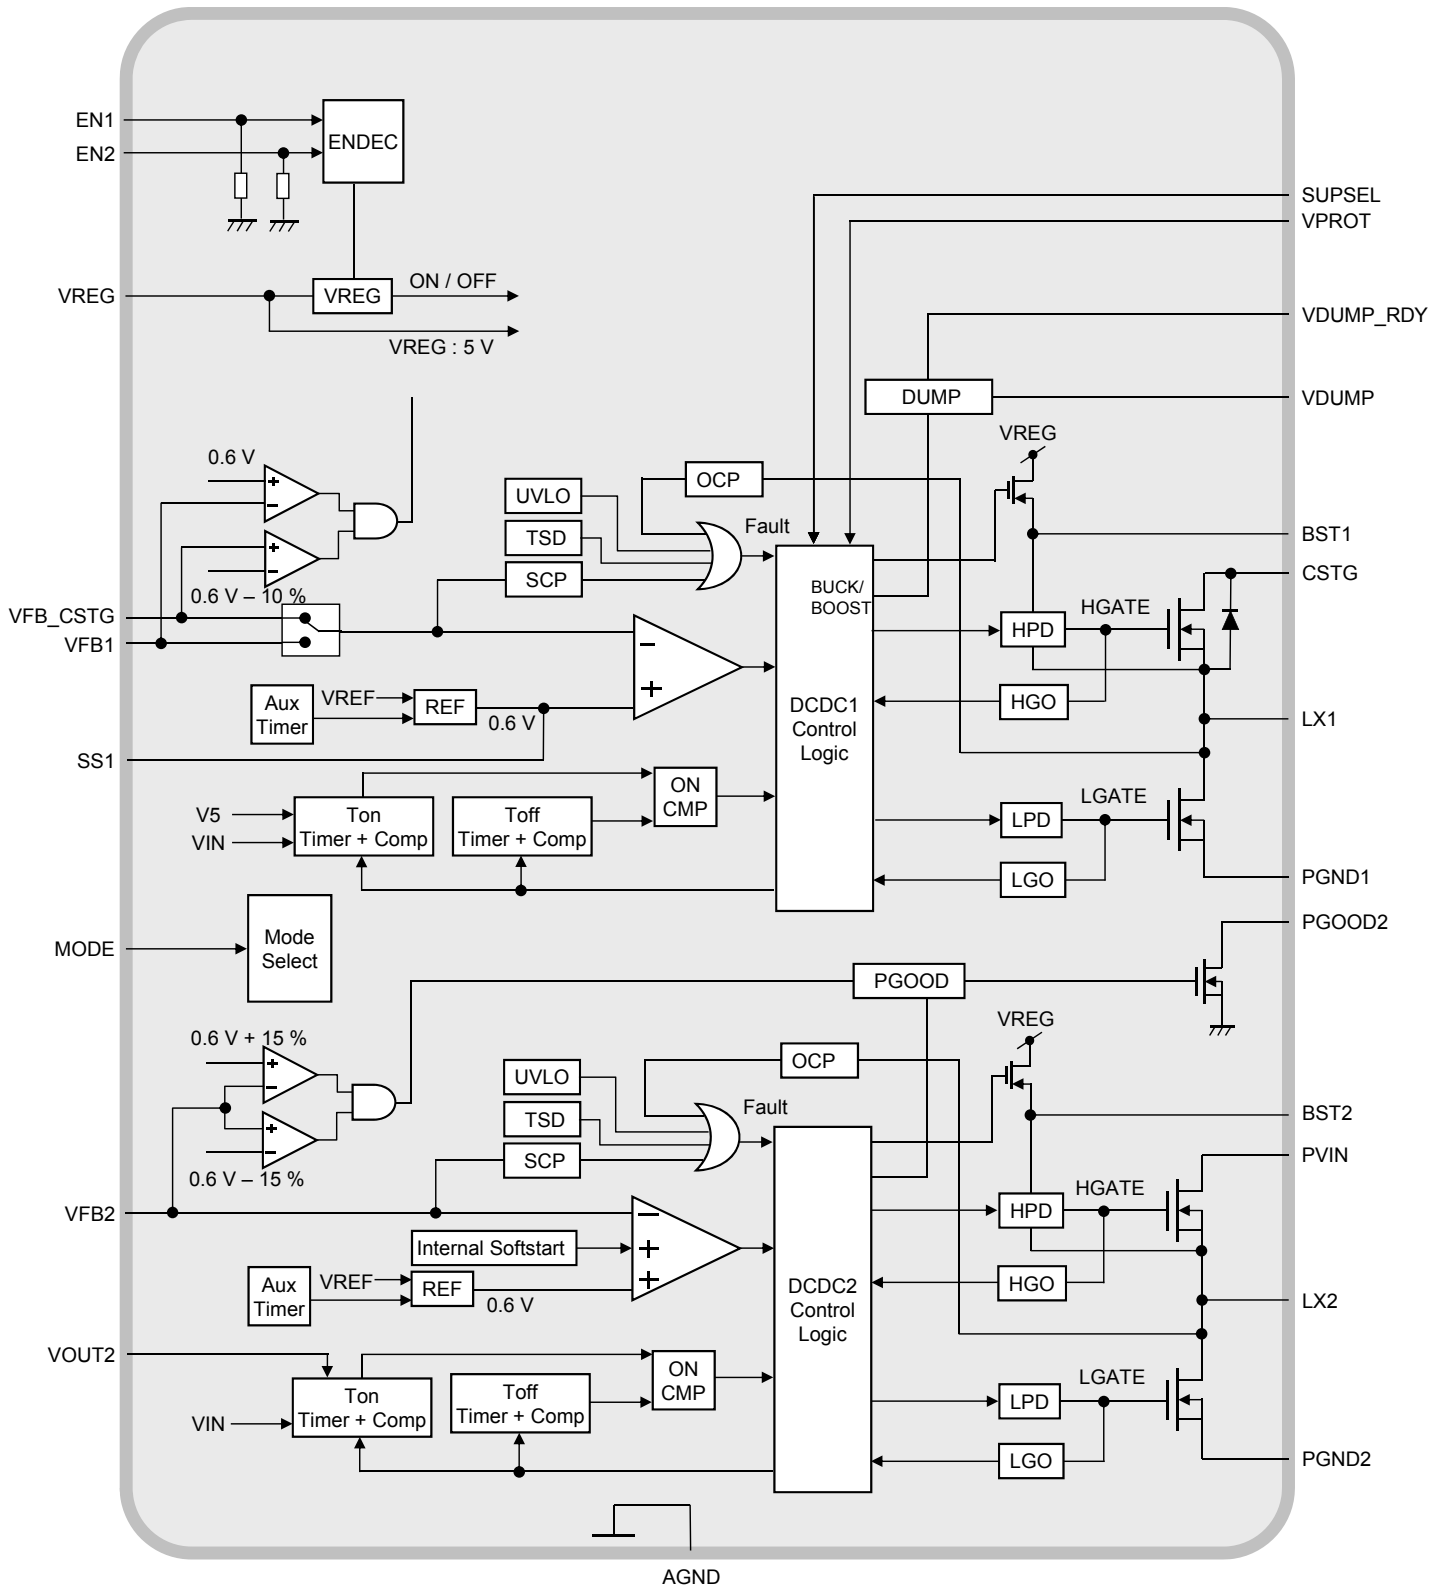 EN1
EN2
ENDEC
SUPSEL
VPROT
VREG
VREG
ON / OFF
VREG : 5 V
VDUMP_RDY
DUMP
VDUMP
VREG
0.6 V
+
−
+
−
0.6 V – 10 %
OCP
UVLO
TSD
SCP
Fault
BST1
CSTG
VFB_CSTG
VFB1
BUCK/
BOOST
HPD
HGATE
−
+
Aux
Timer
VREF
REF
0.6 V
DCDC1
Control
Logic
HGO
LX1
SS1
V5
VIN
Ton
Timer + Comp
Toff
Timer + Comp
ON
CMP
LPD
LGATE
LGO
PGND1
MODE
Mode
Select
PGOOD2
PGOOD
0.6 V + 15 %
+
−
+
−
0.6 V – 15 %
VREG
OCP
UVLO
TSD
SCP
Fault
BST2
PVIN
VFB2
HPD
HGATE
−
+
+
Internal Softstart
Aux
Timer
VREF
REF
0.6 V
DCDC2
Control
Logic
HGO
LX2
VOUT2
VIN
Ton
Timer + Comp
Toff
Timer + Comp
ON
CMP
LPD
LGATE
LGO
PGND2
AGND